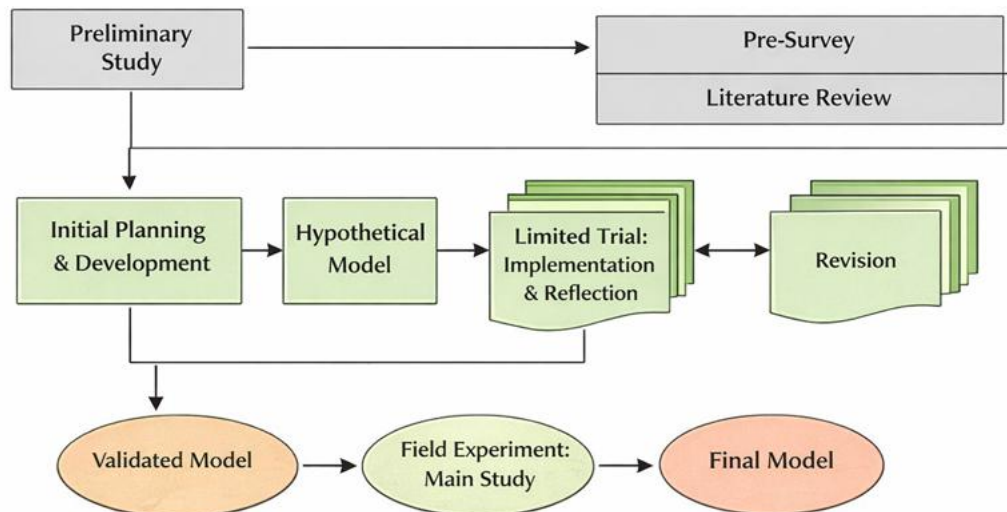 Preliminary
Study
Pre-Survey
Literature Review
Initial Planning
& Development
Hypothetical
Model
Limited Trial:
Implementation
& Reflection
Revision
Validated Model
Field Experiment:
Main Study
Final Model